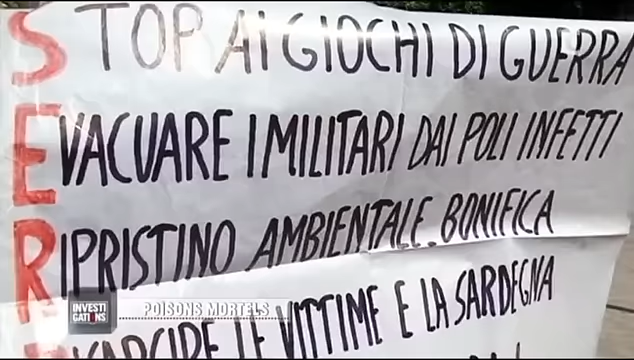 STOP AI GIOCHI DI GUERRA
EVACUARE I MILITARI DAI POLI INFETTI
RIPRISTINO AMBIENTALE. BONIFICA
LE VITTIME E LA SARDEGNA
INVESTI
GATIONS
POISONS MORTELS